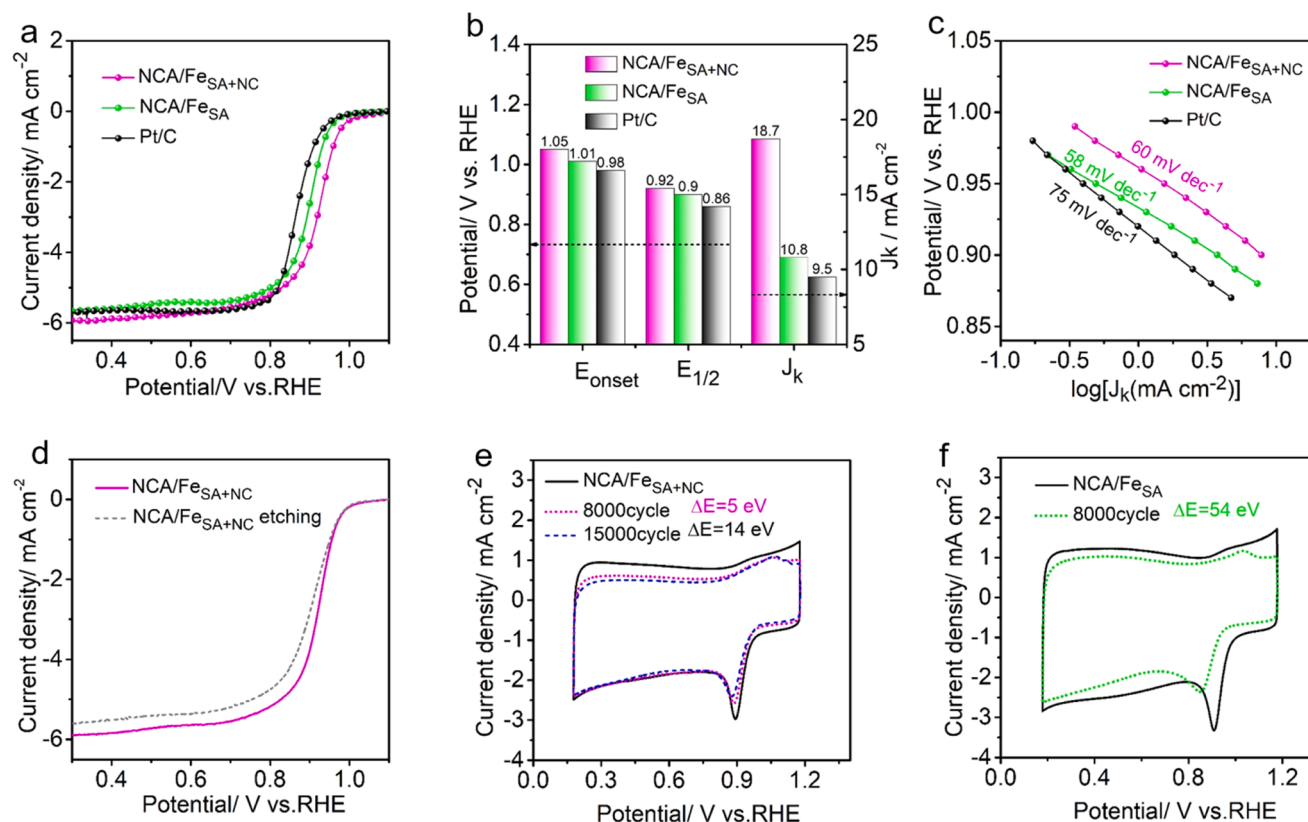 a
NCA/FeSA+NC
NCA/FeSA
Pt/C
Current density/ mA cm-2
0
-2
-4
-6
0.4 0.6 0.8 1.0
Potential/V vs.RHE
b
NCA/FeSA+NC
NCA/FeSA
Pt/C
Potential/ V vs. RHE
1.4
1.2
1.0
0.8
0.6
0.4
1.05 1.01 0.98
0.92 0.9 0.86
18.7 10.8 9.5
Eonset E1/2 Jk
25
20
15
10
5
Jk / mA cm-2
c
NCA/FeSA+NC
NCA/FeSA
Pt/C
Potential/ V vs. RHE
1.05
1.00
0.95
0.90
0.85
60 mV dec-1
58 mV dec-1
75 mV dec-1
-1.0 -0.5 0.0 0.5 1.0
log[Jk(mA cm-2)]
d
NCA/FeSA+NC
NCA/FeSA+NC etching
Current density/ mA cm-2
0
-2
-4
-6
0.4 0.6 0.8 1.0
Potential/ V vs.RHE
e
NCA/FeSA+NC
8000cycle ΔE=5 eV
15000cycle ΔE=14 eV
Current density/ mA cm-2
3
2
1
0
-1
-2
-3
-4
0.0 0.3 0.6 0.9 1.2
Potential/ V vs.RHE
f
NCA/FeSA
8000cycle ΔE=54 eV
Current density/ mA cm-2
3
2
1
0
-1
-2
-3
-4
0.0 0.4 0.8 1.2
Potential/ V vs.RHE